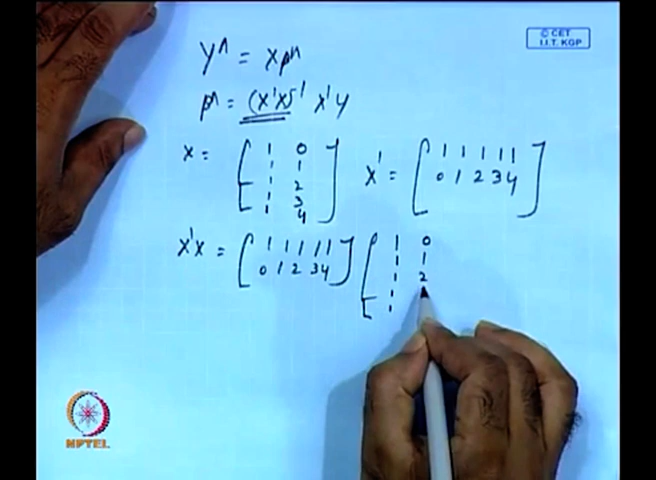 © CET
I.I.T. KGP
Y^ = Xβ^
β^ = (X'X)^-1 X'Y
X = [ 1 0
1 1
1 2
1 3
1 4 ]
X' = [ 1 1 1 1 1
0 1 2 3 4 ]
X'X = [ 1 1 1 1 1
0 1 2 3 4 ]
[ 1 0
1 1
1 2
1
1
NPTEL